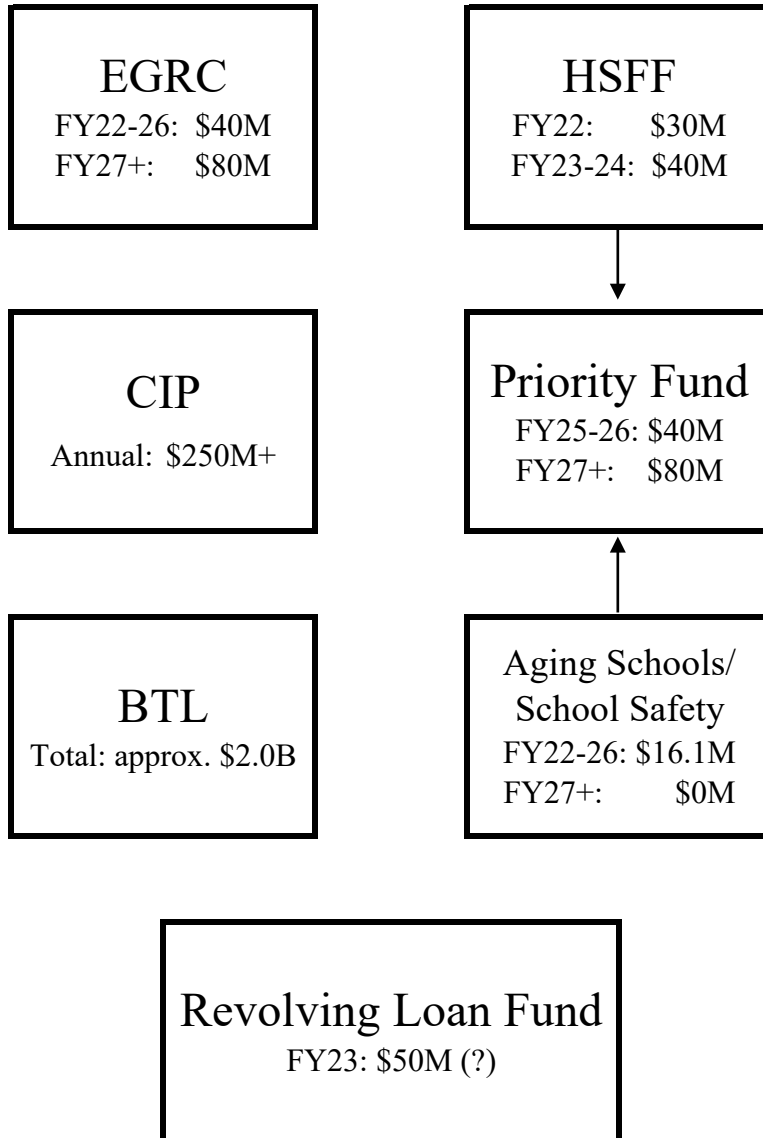 EGRC
FY22-26: $40M
FY27+: $80M
HSFF
FY22: $30M
FY23-24: $40M
CIP
Annual: $250M+
Priority Fund
FY25-26: $40M
FY27+: $80M
BTL
Total: approx. $2.0B
Aging Schools/
School Safety
FY22-26: $16.1M
FY27+: $0M
Revolving Loan Fund
FY23: $50M (?)